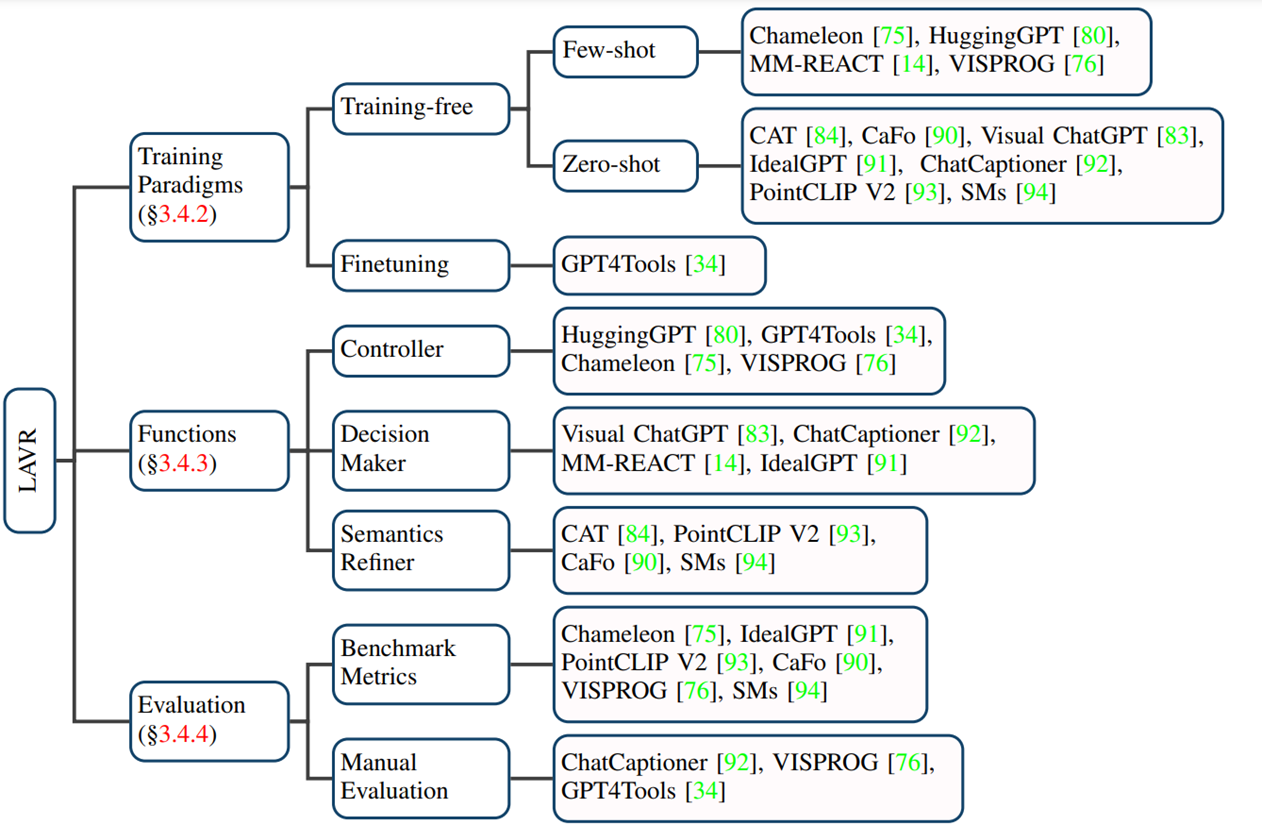 LAVR
Training
Paradigms
(§3.4.2)
Training-free
Few-shot
Chameleon [75], HuggingGPT [80],
MM-REACT [14], VISPROG [76]
Zero-shot
CAT [84], CaFo [90], Visual ChatGPT [83],
IdealGPT [91], ChatCaptioner [92],
PointCLIP V2 [93], SMs [94]
Finetuning
GPT4Tools [34]
Functions
(§3.4.3)
Controller
HuggingGPT [80], GPT4Tools [34],
Chameleon [75], VISPROG [76]
Decision
Maker
Visual ChatGPT [83], ChatCaptioner [92],
MM-REACT [14], IdealGPT [91]
Semantics
Refiner
CAT [84], PointCLIP V2 [93],
CaFo [90], SMs [94]
Evaluation
(§3.4.4)
Benchmark
Metrics
Chameleon [75], IdealGPT [91],
PointCLIP V2 [93], CaFo [90],
VISPROG [76], SMs [94]
Manual
Evaluation
ChatCaptioner [92], VISPROG [76],
GPT4Tools [34]